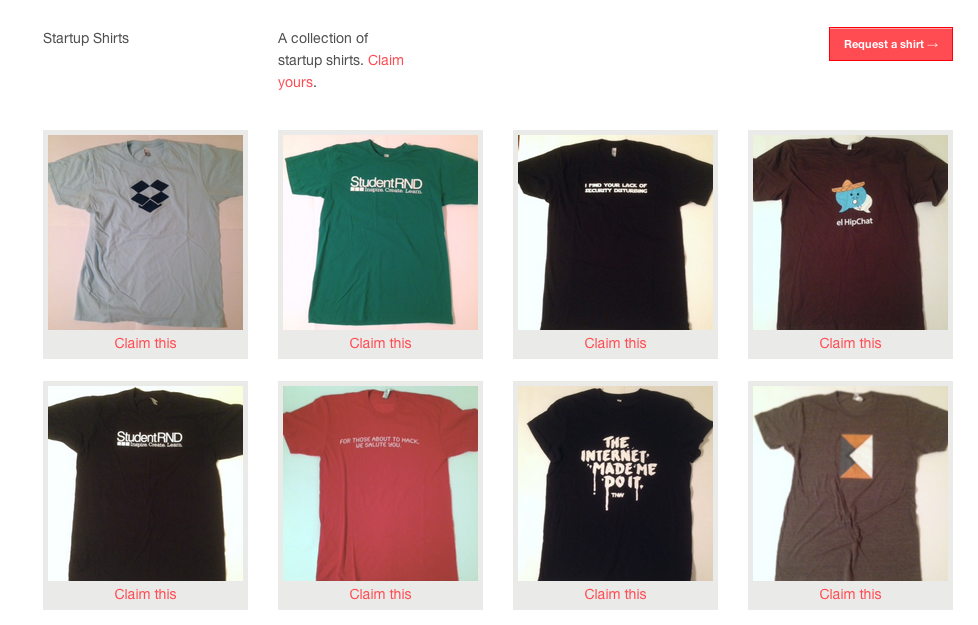 Startup Shirts
A collection of
startup shirts. Claim
yours.
Request a shirt →
StudentRND
Inspire. Create. Learn.
I FIND YOUR LACK OF
SECURITY DISTURBING
el HipChat
Claim this
Claim this
Claim this
Claim this
StudentRND
Inspire. Create. Learn.
FOR THOSE ABOUT TO HACK,
WE SALUTE YOU.
THE
INTERNET
MADE ME
DO IT.
TNW
Claim this
Claim this
Claim this
Claim this